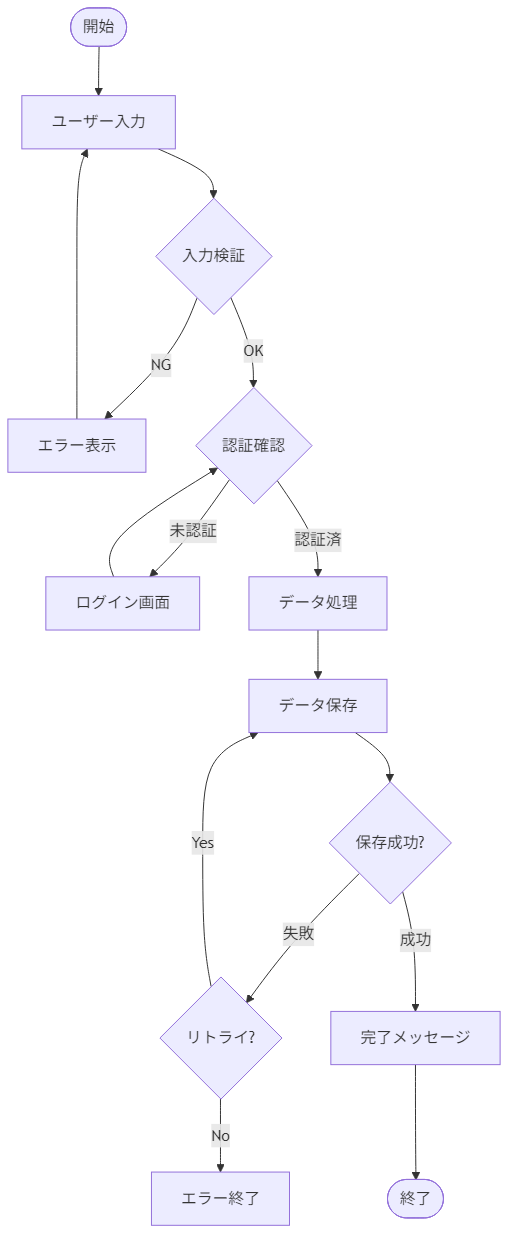 開始
ユーザー入力
入力検証
NG
OK
エラー表示
認証確認
未認証
認証済
ログイン画面
データ処理
データ保存
Yes
保存成功?
失敗
成功
リトライ?
完了メッセージ
No
エラー終了
終了